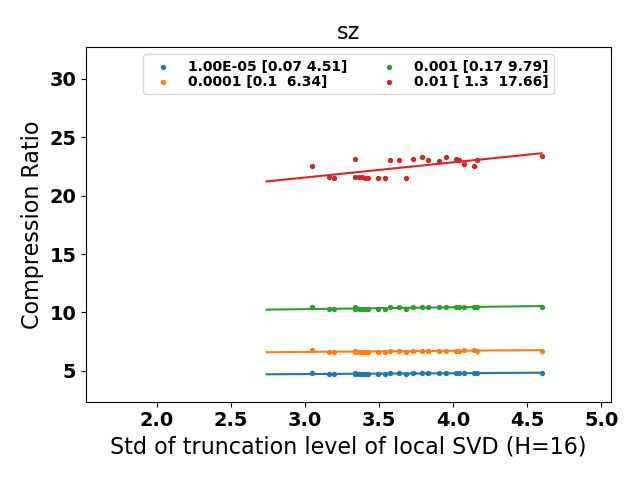 sz
1.00E-05 [0.07 4.51]
0.0001 [0.1  6.34]
0.001 [0.17 9.79]
0.01 [ 1.3  17.66]
Compression Ratio
30
25
20
15
10
5
2.0 2.5 3.0 3.5 4.0 4.5 5.0
Std of truncation level of local SVD (H=16)